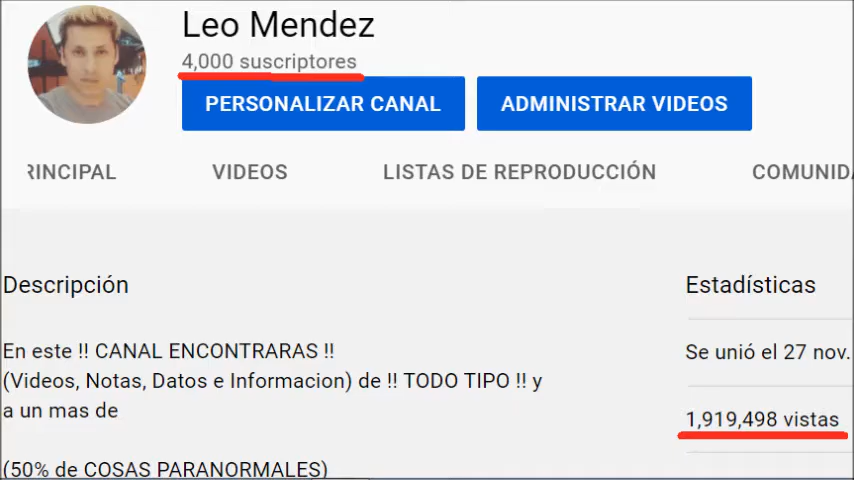 Leo Mendez
4,000 suscriptores
PERSONALIZAR CANAL
ADMINISTRAR VIDEOS
RINCIPAL
VIDEOS
LISTAS DE REPRODUCCIÓN
COMUNIDA
Descripción
En este !! CANAL ENCONTRARAS !!
(Videos, Notas, Datos e Informacion) de !! TODO TIPO !! y
a un mas de
(50% de COSAS PARANORMALES)
Estadísticas
Se unió el 27 nov.
1,919,498 vistas